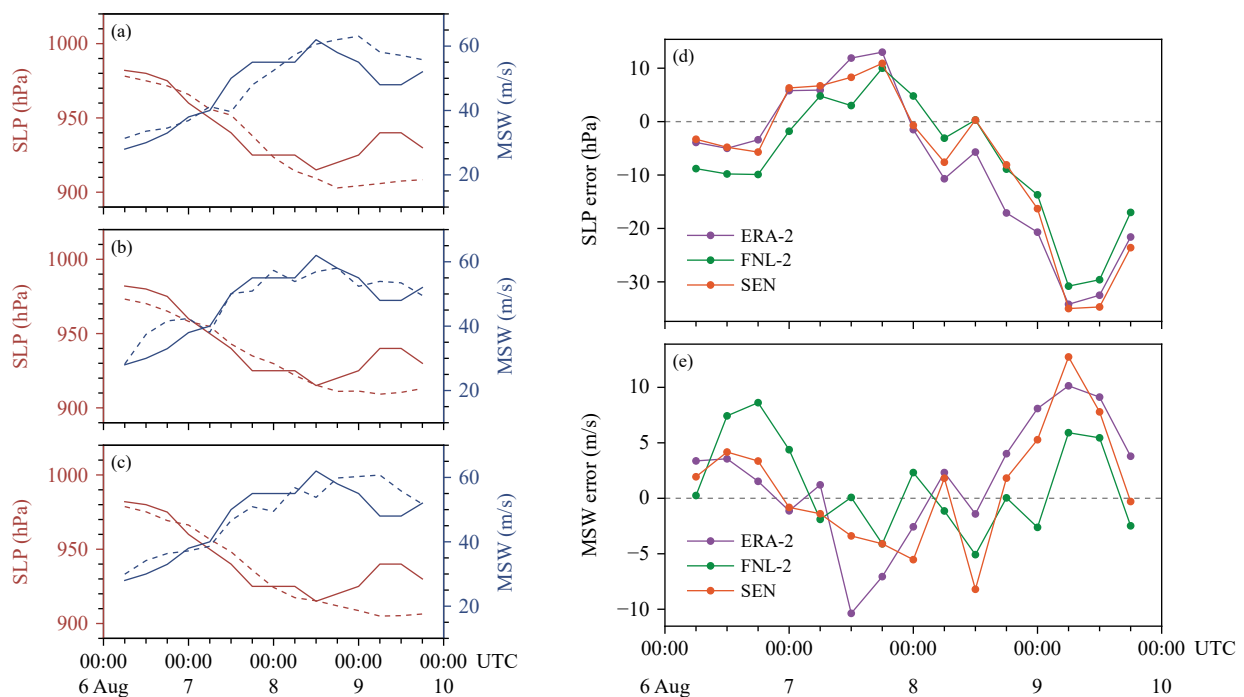 (a)
1000
950
900
SLP (hPa)
60
40
20
MSW (m/s)
(b)
1000
950
900
SLP (hPa)
60
40
20
MSW (m/s)
(c)
1000
950
900
SLP (hPa)
60
40
20
MSW (m/s)
00:00 00:00 00:00 00:00 00:00 UTC
6 Aug 7 8 9 10
(d)
10
0
−10
−20
−30
SLP error (hPa)
ERA-2
FNL-2
SEN
(e)
10
5
0
−5
−10
MSW error (m/s)
ERA-2
FNL-2
SEN
00:00 00:00 00:00 00:00 00:00 UTC
6 Aug 7 8 9 10